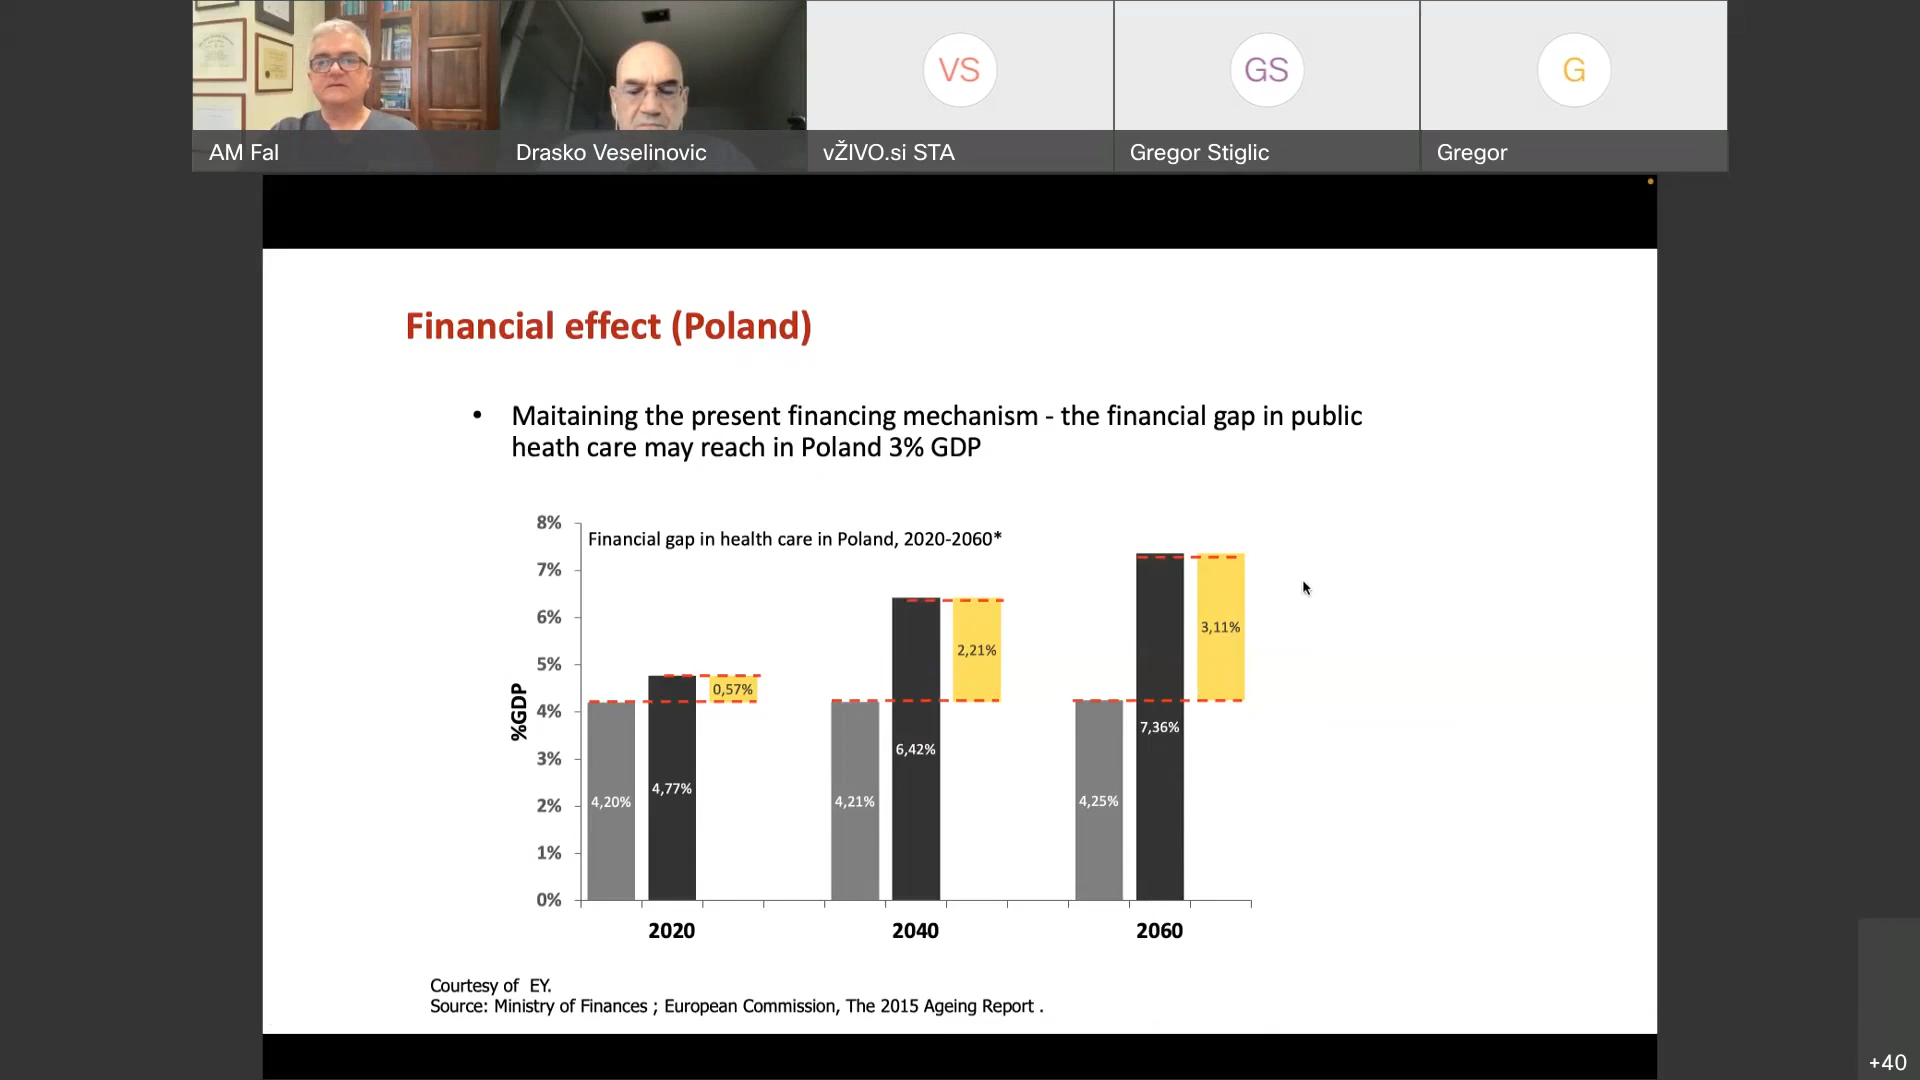 VS
GS
G
AM Fal
Drasko Veselinovic
vŽIVO.si STA
Gregor Stiglic
Gregor
Financial effect (Poland)
• Maitaining the present financing mechanism - the financial gap in public
heath care may reach in Poland 3% GDP
Financial gap in health care in Poland, 2020-2060*
%GDP
8%
7%
6%
5%
4%
3%
2%
1%
0%
4,20%
4,77%
0,57%
4,21%
6,42%
2,21%
4,25%
7,36%
3,11%
2020
2040
2060
Courtesy of EY.
Source: Ministry of Finances ; European Commission, The 2015 Ageing Report .
+40